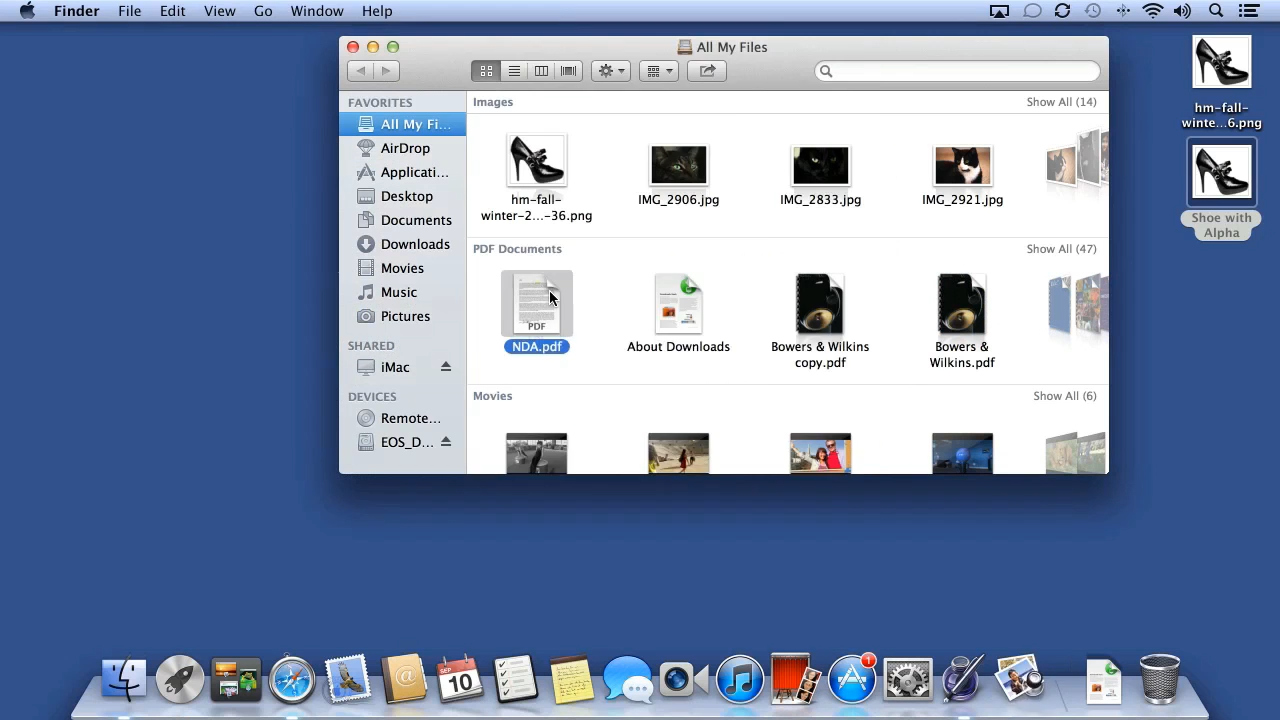 Finder File Edit View Go Window Help
All My Files
FAVORITES
All My Fi...
AirDrop
Applicati...
Desktop
Documents
Downloads
Movies
Music
Pictures
SHARED
iMac
DEVICES
Remote...
EOS_D...
Images Show All (14)
hm-fall-
winter-2...-36.png
IMG_2906.jpg
IMG_2833.jpg
IMG_2921.jpg
PDF Documents Show All (47)
PDF
NDA.pdf
About Downloads
Bowers & Wilkins
copy.pdf
Bowers &
Wilkins.pdf
Movies Show All (6)
hm-fall-
winte...6.png
Shoe with
Alpha
SEP
10
1